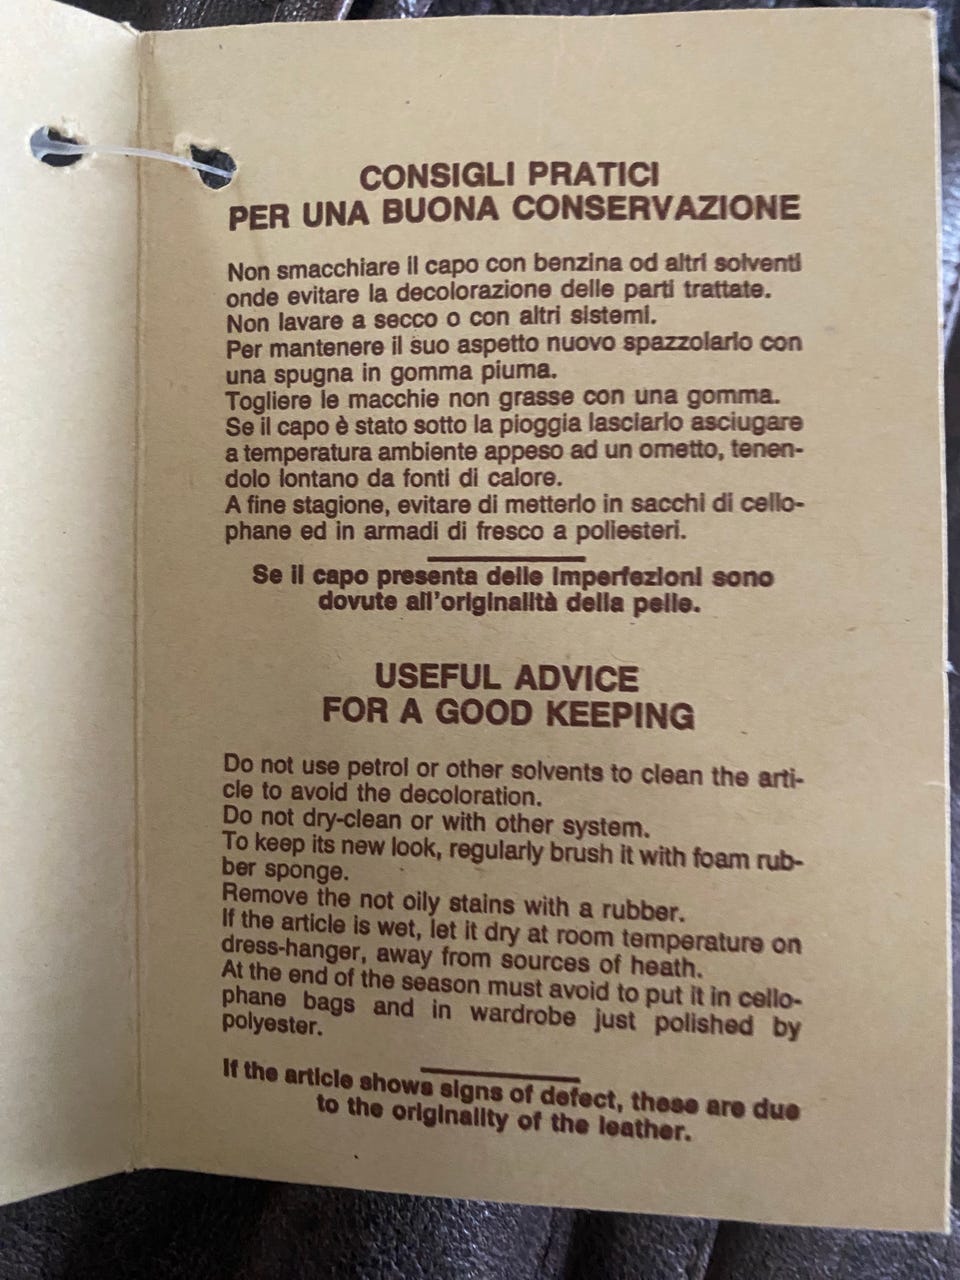 CONSIGLI PRATICI
PER UNA BUONA CONSERVAZIONE
Non smacchiare il capo con benzina od altri solventi
onde evitare la decolorazione delle parti trattate.
Non lavare a secco o con altri sistemi.
Per mantenere il suo aspetto nuovo spazzolarlo con
una spugna in gomma piuma.
Togliere le macchie non grasse con una gomma.
Se il capo è stato sotto la pioggia lasciarlo asciugare
a temperatura ambiente appeso ad un ometto, tenen-
dolo lontano da fonti di calore.
A fine stagione, evitare di metterlo in sacchi di cello-
phane ed in armadi di fresco a poliesteri.
Se il capo presenta delle imperfezioni sono
dovute all'originalità della pelle.
USEFUL ADVICE
FOR A GOOD KEEPING
Do not use petrol or other solvents to clean the arti-
cle to avoid the decoloration.
Do not dry-clean or with other system.
To keep its new look, regularly brush it with foam rub-
ber sponge.
Remove the not oily stains with a rubber.
If the article is wet, let it dry at room temperature on
dress-hanger, away from sources of heath.
At the end of the season must avoid to put it in cello-
phane bags and in wardrobe just polished by
polyester.
If the article shows signs of defect, these are due
to the originality of the leather.